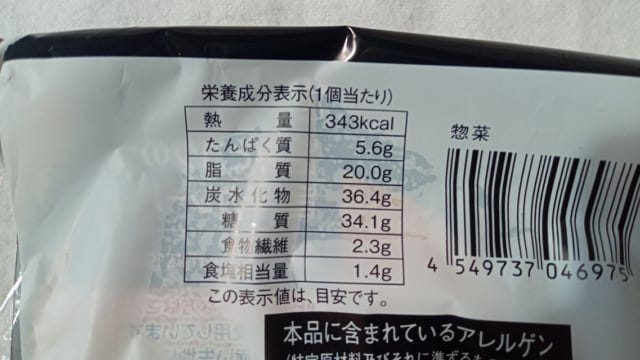 栄養成分表示(1個当たり)
熱量 343kcal
たんぱく質 5.6g
脂質 20.0g
炭水化物 36.4g
糖質 34.1g
食物繊維 2.3g
食塩相当量 1.4g
この表示値は、目安です。
惣菜
4 549737 046975
本品に含まれているアレルゲン